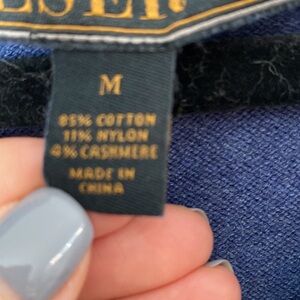 M
85% COTTON
11% NYLON
4% CASHMERE
MADE IN
CHINA